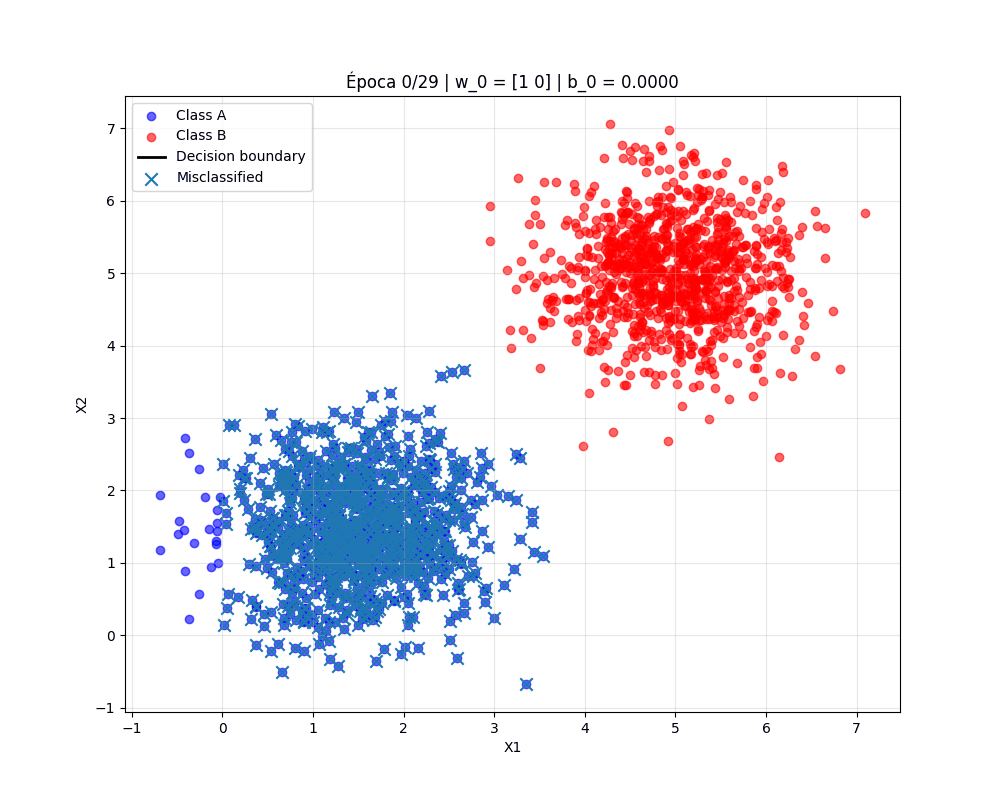 Época 0/29 | w_0 = [1 0] | b_0 = 0.0000
Class A
Class B
Decision boundary
Misclassified
X2
7
6
5
4
3
2
1
0
−1
−1 0 1 2 3 4 5 6 7
X1